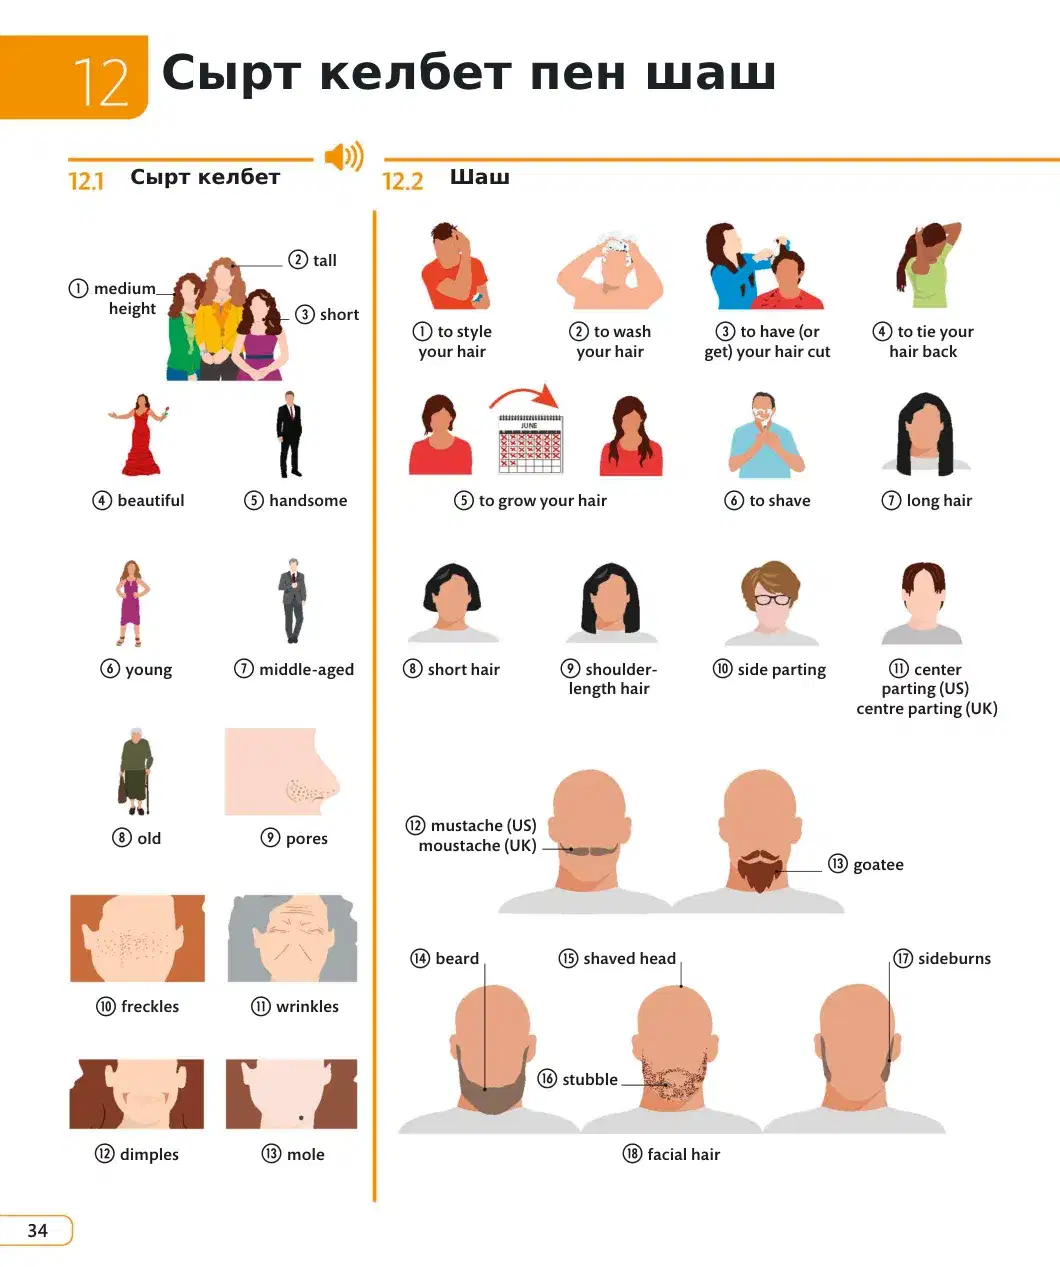 12
Сырт келбет пен шаш
12.1 Сырт келбет
① medium
height
② tall
③ short
④ beautiful
⑤ handsome
⑥ young
⑦ middle-aged
⑧ old
⑨ pores
⑩ freckles
⑪ wrinkles
⑫ dimples
⑬ mole
12.2 Шаш
① to style
your hair
② to wash
your hair
③ to have (or
get) your hair cut
④ to tie your
hair back
JUNE
⑤ to grow your hair
⑥ to shave
⑦ long hair
⑧ short hair
⑨ shoulder-
length hair
⑩ side parting
⑪ center
parting (US)
centre parting (UK)
⑫ mustache (US)
moustache (UK)
⑬ goatee
⑭ beard
⑮ shaved head
⑯ stubble
⑰ sideburns
⑱ facial hair
34